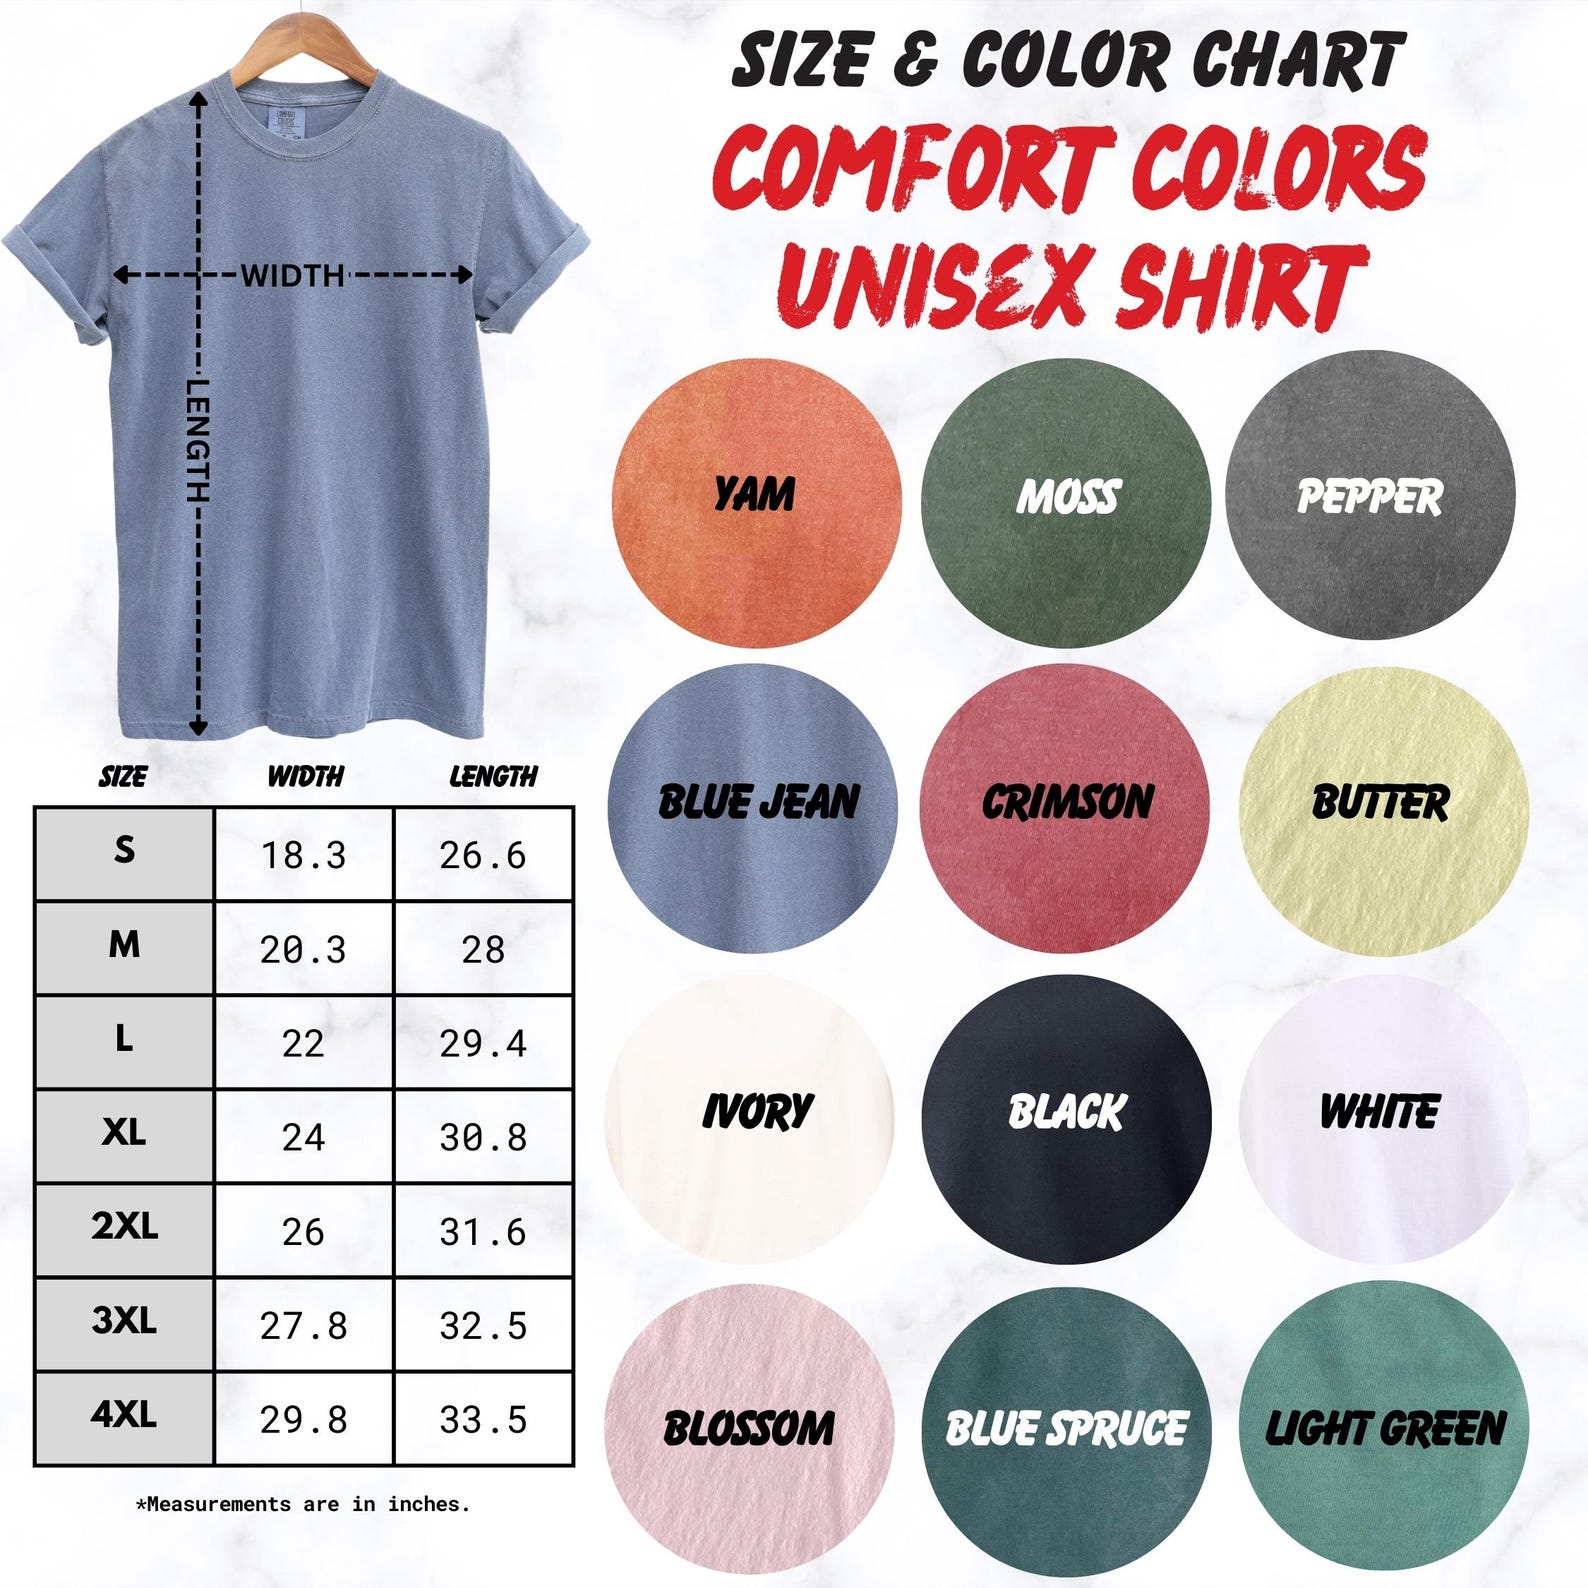 SIZE & COLOR CHART
COMFORT COLORS
UNISEX SHIRT
COMFORT
COLORS
WIDTH
LENGTH
YAM
MOSS
PEPPER
BLUE JEAN
CRIMSON
BUTTER
IVORY
BLACK
WHITE
BLOSSOM
BLUE SPRUCE
LIGHT GREEN
SIZE WIDTH LENGTH
S 18.3 26.6
M 20.3 28
L 22 29.4
XL 24 30.8
2XL 26 31.6
3XL 27.8 32.5
4XL 29.8 33.5
*Measurements are in inches.